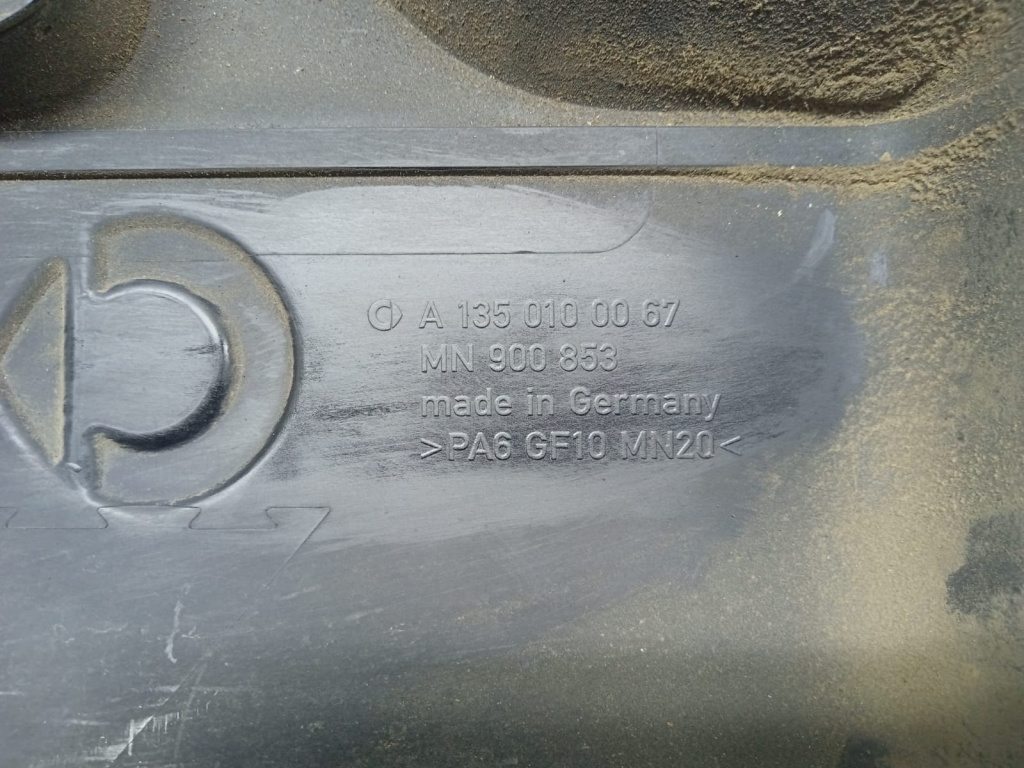 A 135 010 00 67
MN 900 853
made in Germany
>PA6 GF10 MN20<